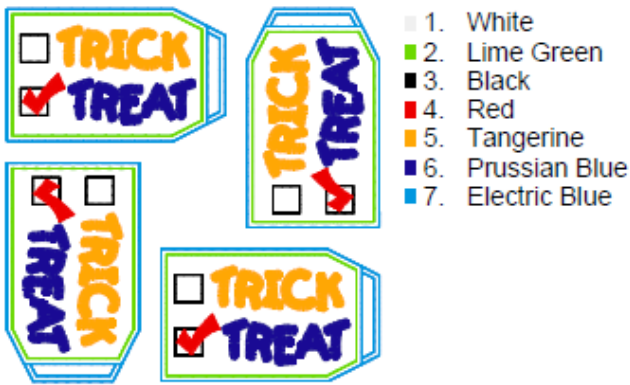 TRICK
TREAT
TRICK
TREAT
TREAT
TRICK
TRICK
TREAT
1. White
2. Lime Green
3. Black
4. Red
5. Tangerine
6. Prussian Blue
7. Electric Blue